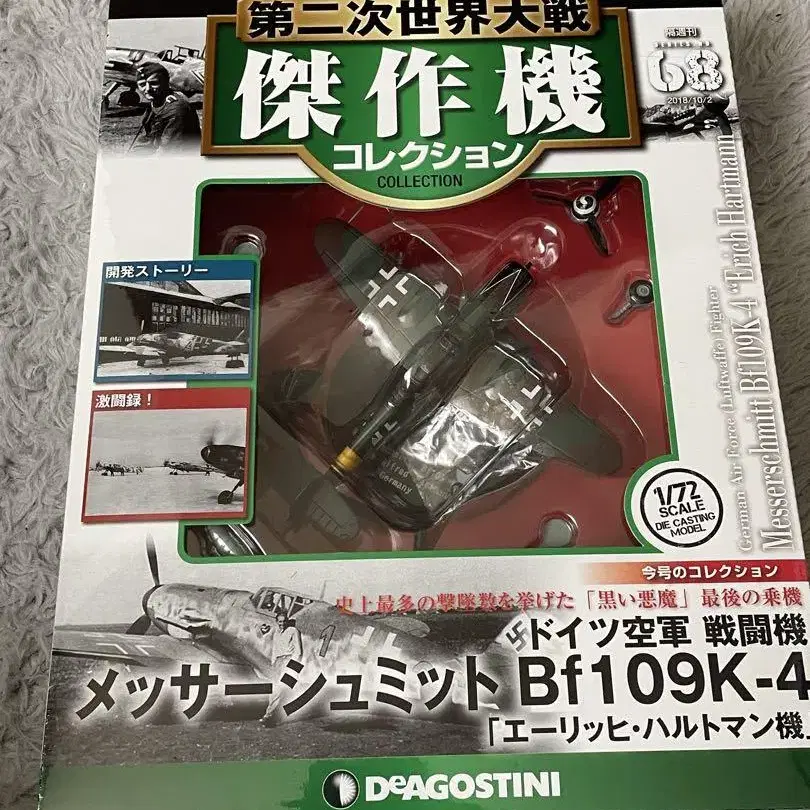 第二次世界大戦
傑作機
コレクション
COLLECTION
隔週刊
68
2018/10/2
開発ストーリー
激闘録！
Germany
1/72
SCALE
DIE CASTING
MODEL
German Air Force (Luftwaffe) Fighter
Messerschmitt Bf109K-4 “Erich Hartmann
今号のコレクション
史上最多の撃墜数を挙げた「黒い悪魔」最後の乗機
ドイツ空軍 戦闘機
メッサーシュミット Bf109K-4
「エーリッヒ・ハルトマン機」
DeAGOSTINI